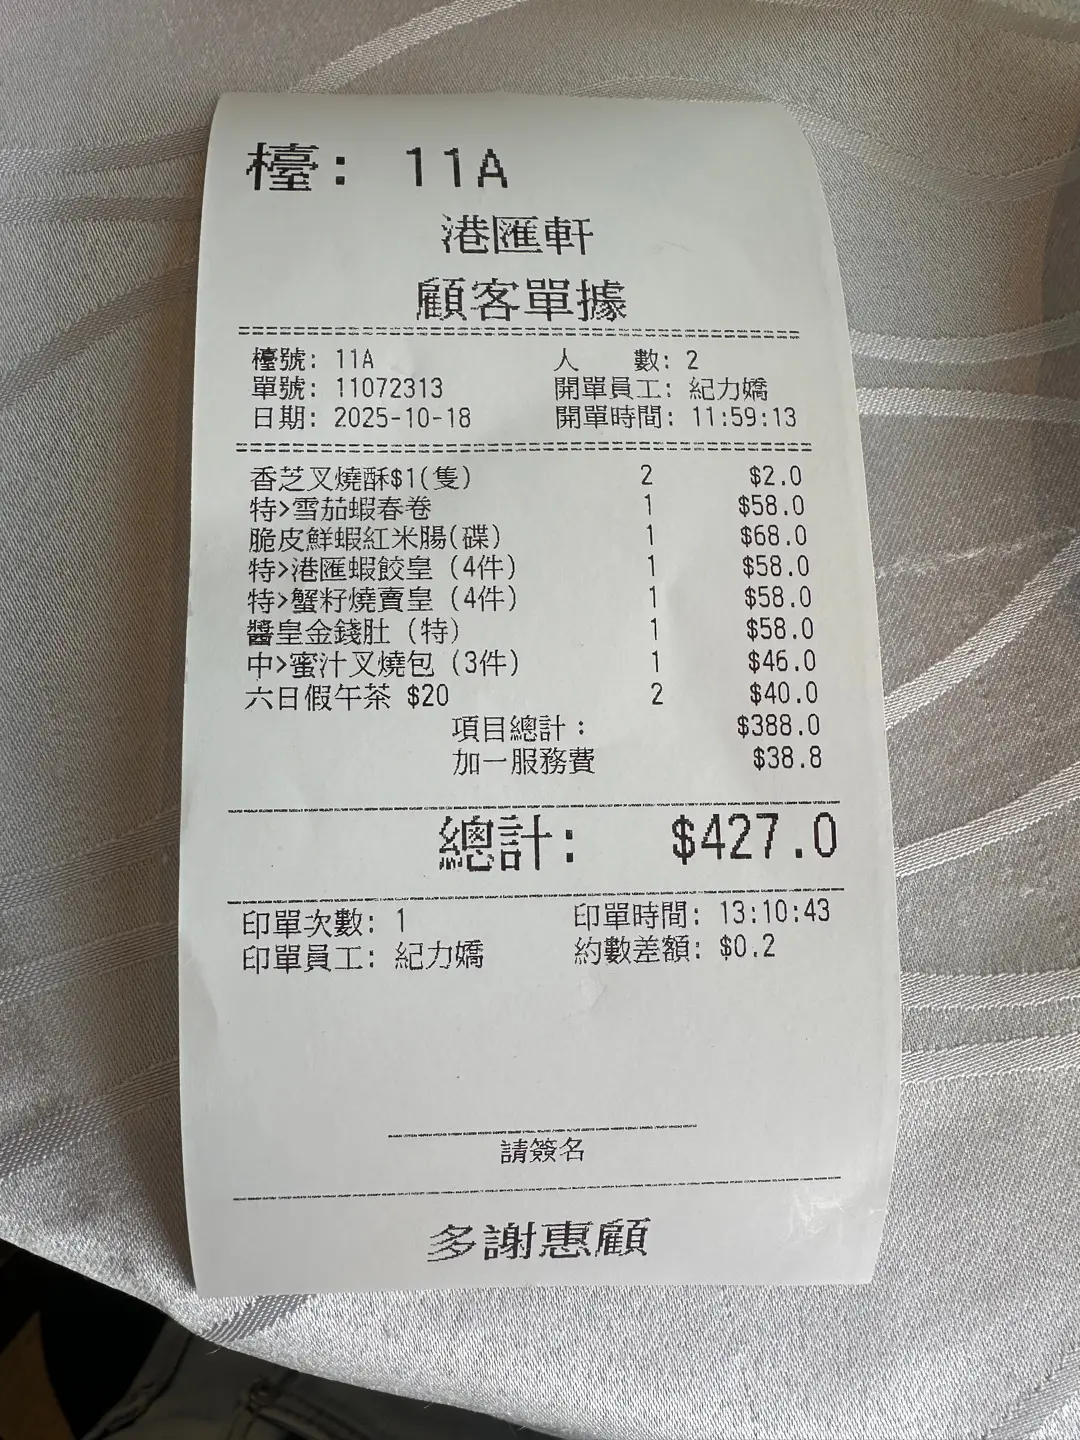 檯: 11A
港匯軒
顧客單據
檯號: 11A 人 數: 2
單號: 11072313 開單員工: 紀力嬌
日期: 2025-10-18 開單時間: 11:59:13
香芝叉燒酥$1(隻) 2 $2.0
特>雪茄蝦春卷 1 $58.0
脆皮鮮蝦紅米腸(碟) 1 $68.0
特>港匯蝦餃皇 (4件) 1 $58.0
特>蟹籽燒賣皇 (4件) 1 $58.0
醬皇金錢肚 (特) 1 $58.0
中>蜜汁叉燒包 (3件) 1 $46.0
六日假午茶 $20 2 $40.0
項目總計: $388.0
加一服務費 $38.8
總計: $427.0
印單次數: 1 印單時間: 13:10:43
印單員工: 紀力嬌 約數差額: $0.2
請簽名
多謝惠顧